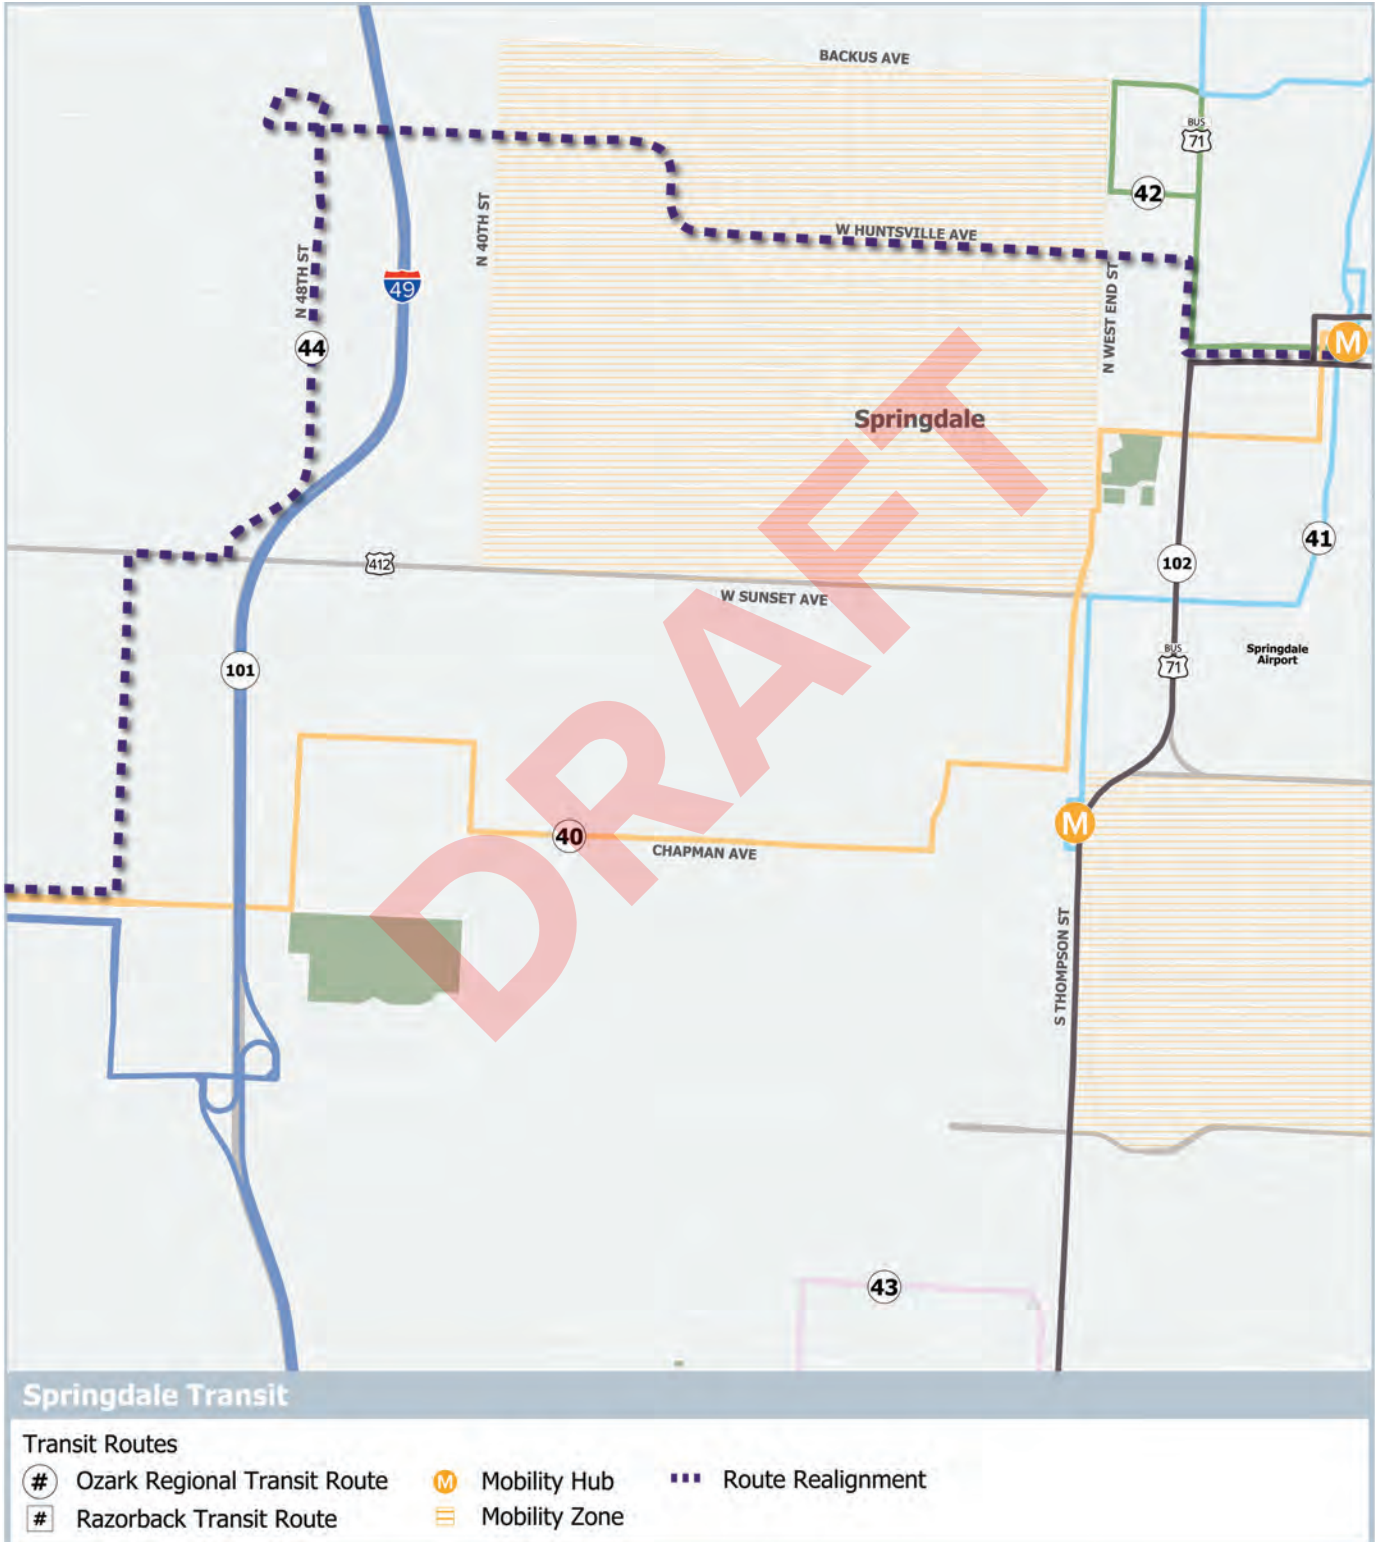 BACKUS AVE
BUS
71
42
N 40TH ST
W HUNTSVILLE AVE
N 48TH ST
49
N WEST END ST
44
M
Springdale
41
412
102
W SUNSET AVE
BUS
71
Springdale
Airport
101
M
40
CHAPMAN AVE
DRAFT
S THOMPSON ST
43
Springdale Transit
Transit Routes
# Ozark Regional Transit Route M Mobility Hub Route Realignment
# Razorback Transit Route Mobility Zone